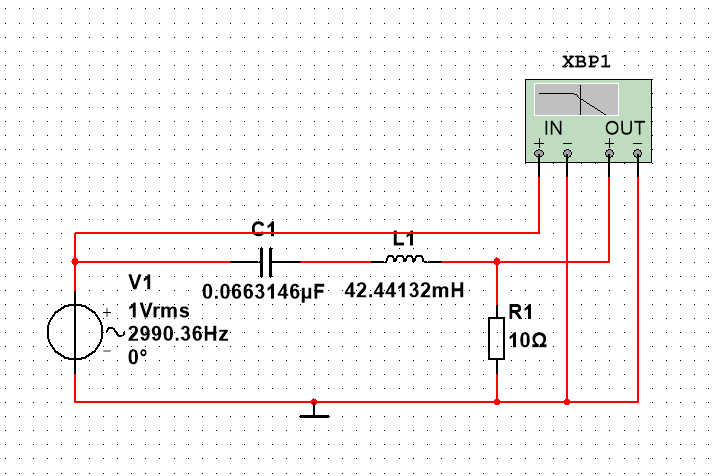 XBP1
IN OUT
+ − + −
C1
L1
V1
0.0663146µF
42.44132mH
+
1Vrms
2990.36Hz
−
0°
R1
10Ω